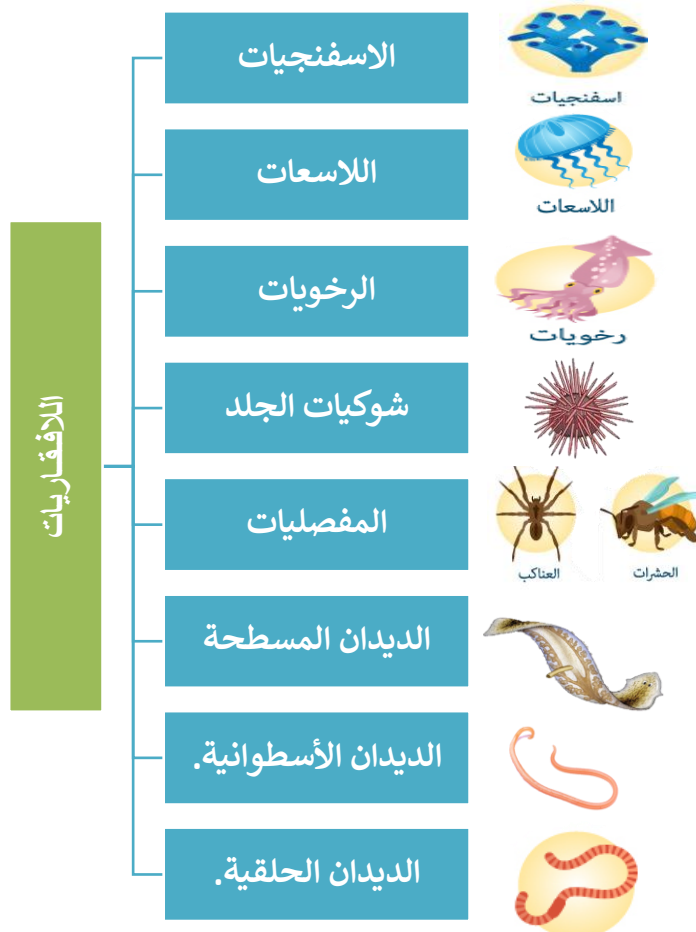 اللافقاريات
الاسفنجيات
اسفنجيات
اللاسعات
اللاسعات
الرخويات
رخويات
شوكيات الجلد
المفصليات
الحشرات
العناكب
الديدان المسطحة
الديدان الأسطوانية.
الديدان الحلقية.